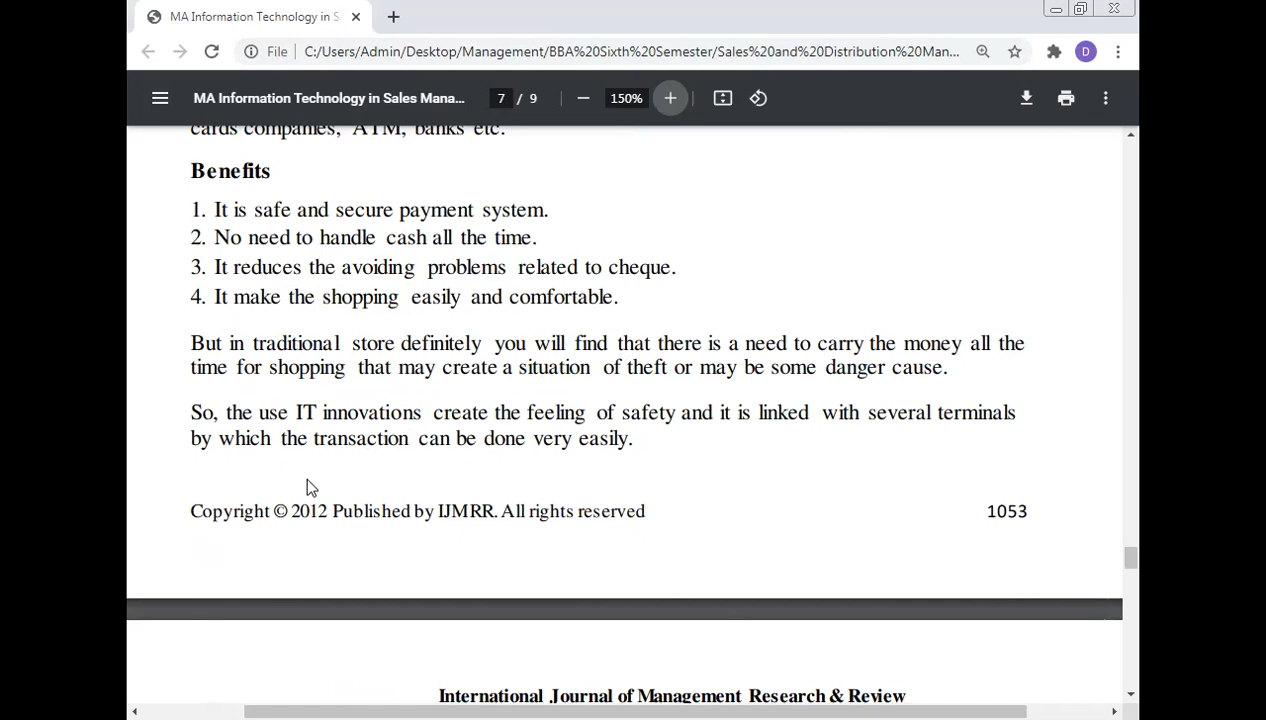 MA Information Technology in S
File C:/Users/Admin/Desktop/Management/BBA%20Sixth%20Semester/Sales%20and%20Distribution%20Man... D
MA Information Technology in Sales Mana... 7 / 9 150%
cards companies, ATM, banks etc.
Benefits
1. It is safe and secure payment system.
2. No need to handle cash all the time.
3. It reduces the avoiding problems related to cheque.
4. It make the shopping easily and comfortable.
But in traditional store definitely you will find that there is a need to carry the money all the
time for shopping that may create a situation of theft or may be some danger cause.
So, the use IT innovations create the feeling of safety and it is linked with several terminals
by which the transaction can be done very easily.
Copyright © 2012 Published by IJMRR. All rights reserved 1053
International Journal of Management Research & Review